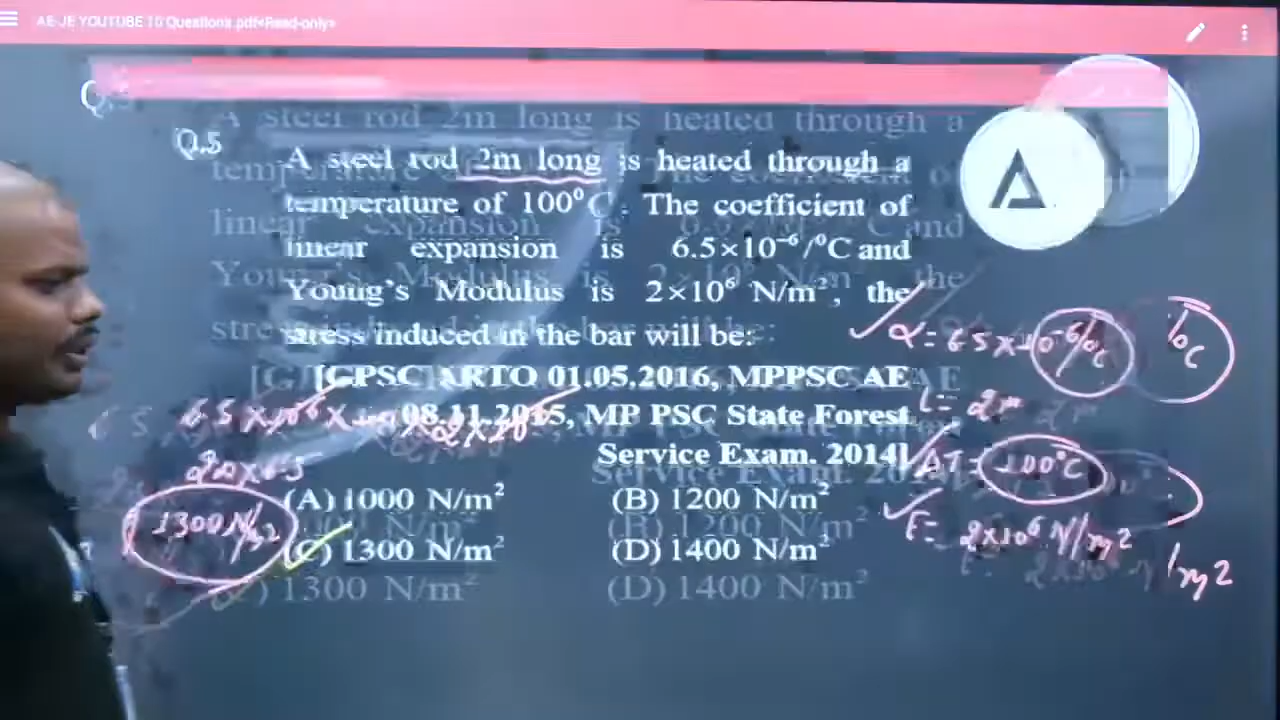 AE-JE YOUTUBE 10 Questions.pdf<Read-only>
Q.5
A steel rod 2m long is heated through a
temperature of 100⁰C. The coefficient of
linear expansion is 6.5×10⁻⁶/⁰C and
Young's Modulus is 2×10⁶ N/m², the
stress induced in the bar will be:
[GPSC ARTO 01.05.2016, MPPSC AE
08.11.2015, MP PSC State Forest
Service Exam. 2014]
(A) 1000 N/m² (B) 1200 N/m²
(C) 1300 N/m² (D) 1400 N/m²
α = 6.5 × 10⁻⁶/°C
l = 2m
ΔT = 100°C
E = 2×10⁶ N/m²
/°C
/m²
1300 N/m²